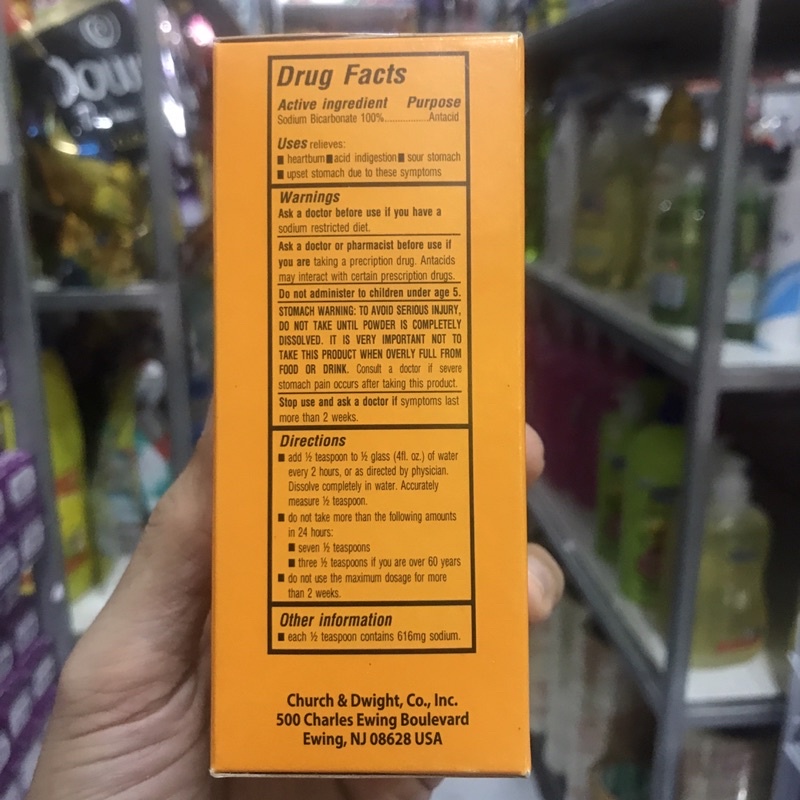 Dow
Drug Facts
Active ingredient Purpose
Sodium Bicarbonate 100%..............Antacid
Uses relieves:
■ heartburn ■ acid indigestion ■ sour stomach
■ upset stomach due to these symptoms
Warnings
Ask a doctor before use if you have a
sodium restricted diet.
Ask a doctor or pharmacist before use if
you are taking a precription drug. Antacids
may interact with certain prescription drugs.
Do not administer to children under age 5.
STOMACH WARNING: TO AVOID SERIOUS INJURY,
DO NOT TAKE UNTIL POWDER IS COMPLETELY
DISSOLVED. IT IS VERY IMPORTANT NOT TO
TAKE THIS PRODUCT WHEN OVERLY FULL FROM
FOOD OR DRINK. Consult a doctor if severe
stomach pain occurs after taking this product.
Stop use and ask a doctor if symptoms last
more than 2 weeks.
Directions
■ add ½ teaspoon to ½ glass (4fl. oz.) of water
every 2 hours, or as directed by physician.
Dissolve completely in water. Accurately
measure ½ teaspoon.
■ do not take more than the following amounts
in 24 hours:
■ seven ½ teaspoons
■ three ½ teaspoons if you are over 60 years
■ do not use the maximum dosage for more
than 2 weeks.
Other information
■ each ½ teaspoon contains 616mg sodium.
Church & Dwight, Co., Inc.
500 Charles Ewing Boulevard
Ewing, NJ 08628 USA